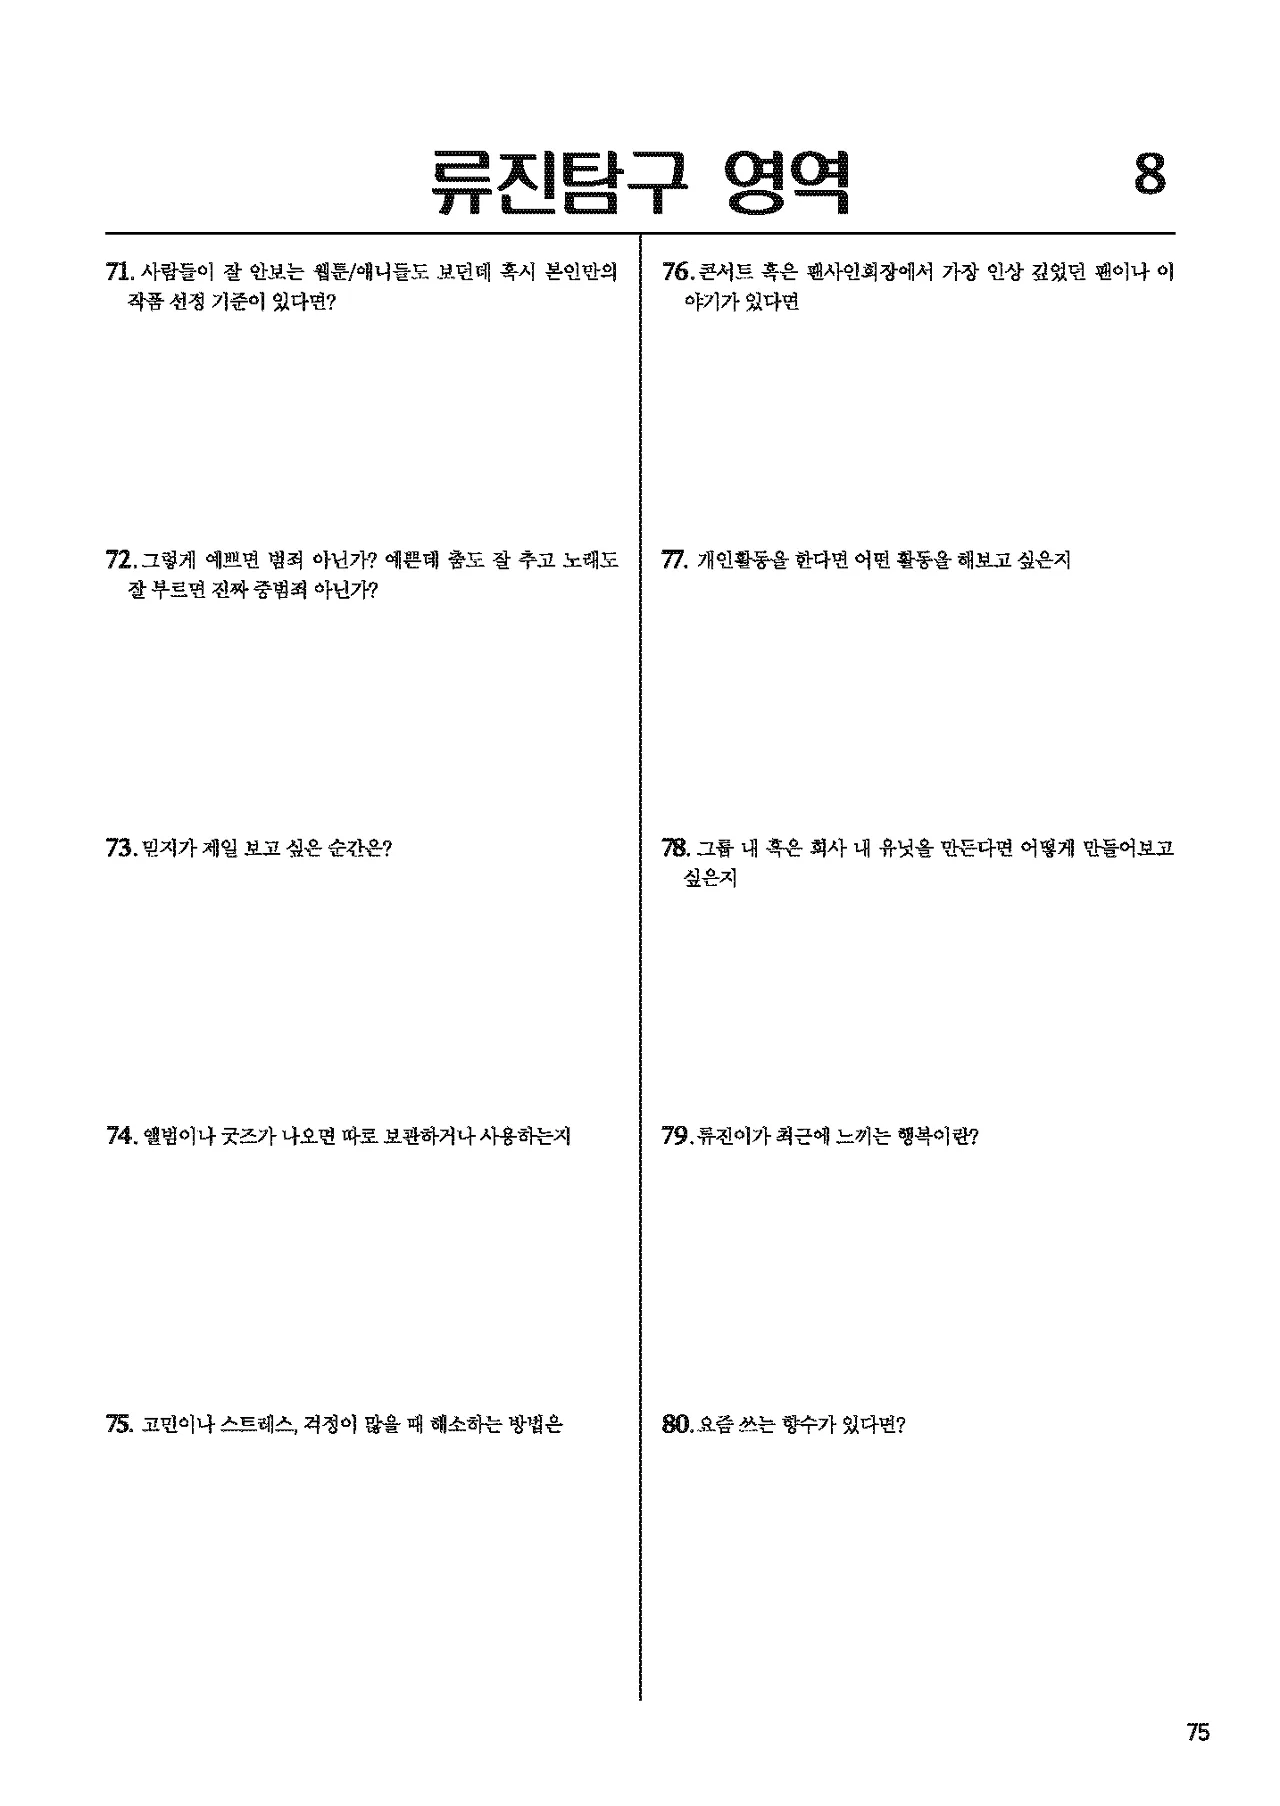 류진탐구 영역
8
71. 사람들이 잘 안보는 웹툰/애니들도 보던데 혹시 본인만의
작품 선정 기준이 있다면?
72. 그렇게 예쁘면 범죄 아닌가? 예쁜데 춤도 잘 추고 노래도
잘 부르면 진짜 중범죄 아닌가?
73. 믿지가 제일 보고 싶은 순간은?
74. 앨범이나 굿즈가 나오면 따로 보관하거나 사용하는지
75. 고민이나 스트레스, 걱정이 많을 때 해소하는 방법은
76. 콘서트 혹은 팬사인회장에서 가장 인상 깊었던 팬이나 이
야기가 있다면
77. 개인활동을 한다면 어떤 활동을 해보고 싶은지
78. 그룹 내 혹은 회사 내 유닛을 만든다면 어떻게 만들어보고
싶은지
79. 류진이가 최근에 느끼는 행복이란?
80. 요즘 쓰는 향수가 있다면?
75